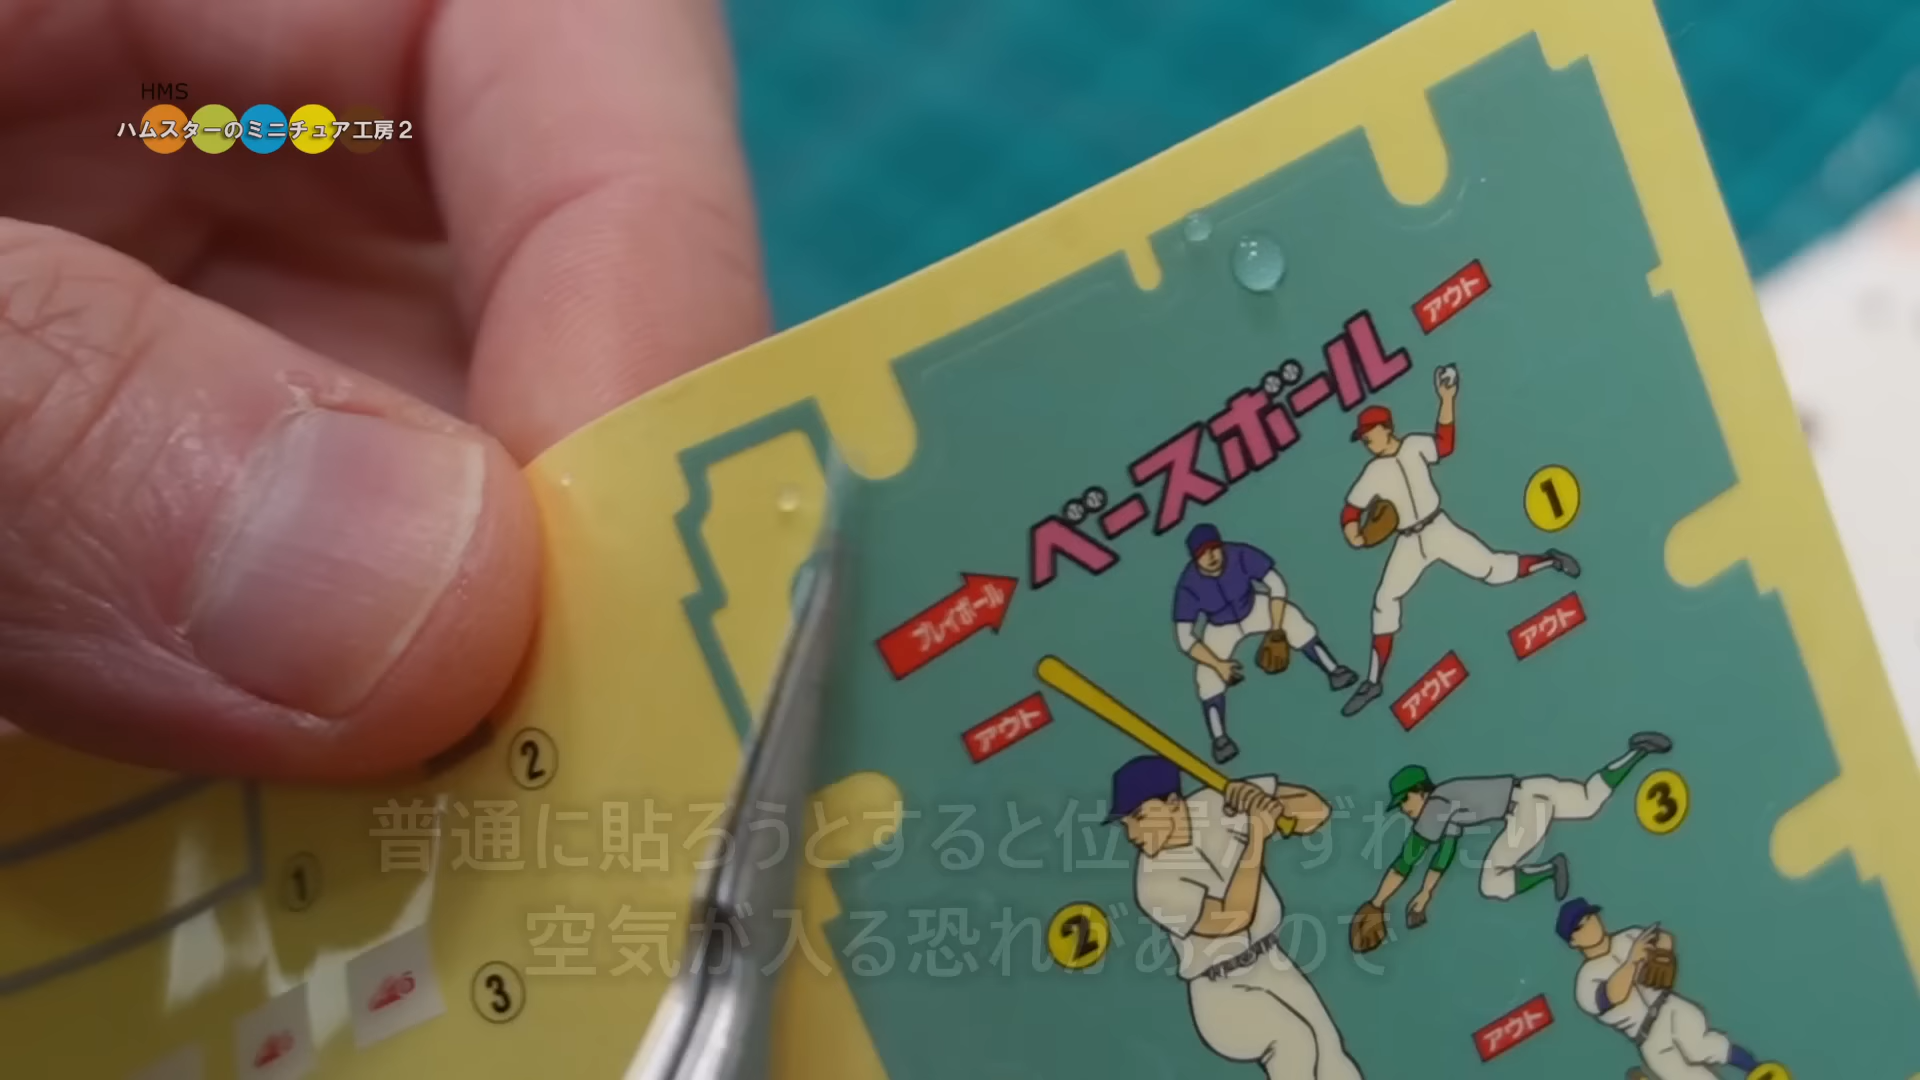 HMS
ハムスターのミニチュア工房2
アウト
ベースボール
1
プレイボール
アウト
アウト
アウト
2
3
普通に貼ろうとすると位置がずれたり
1
空気が入る恐れがあるので
2
3
アウト